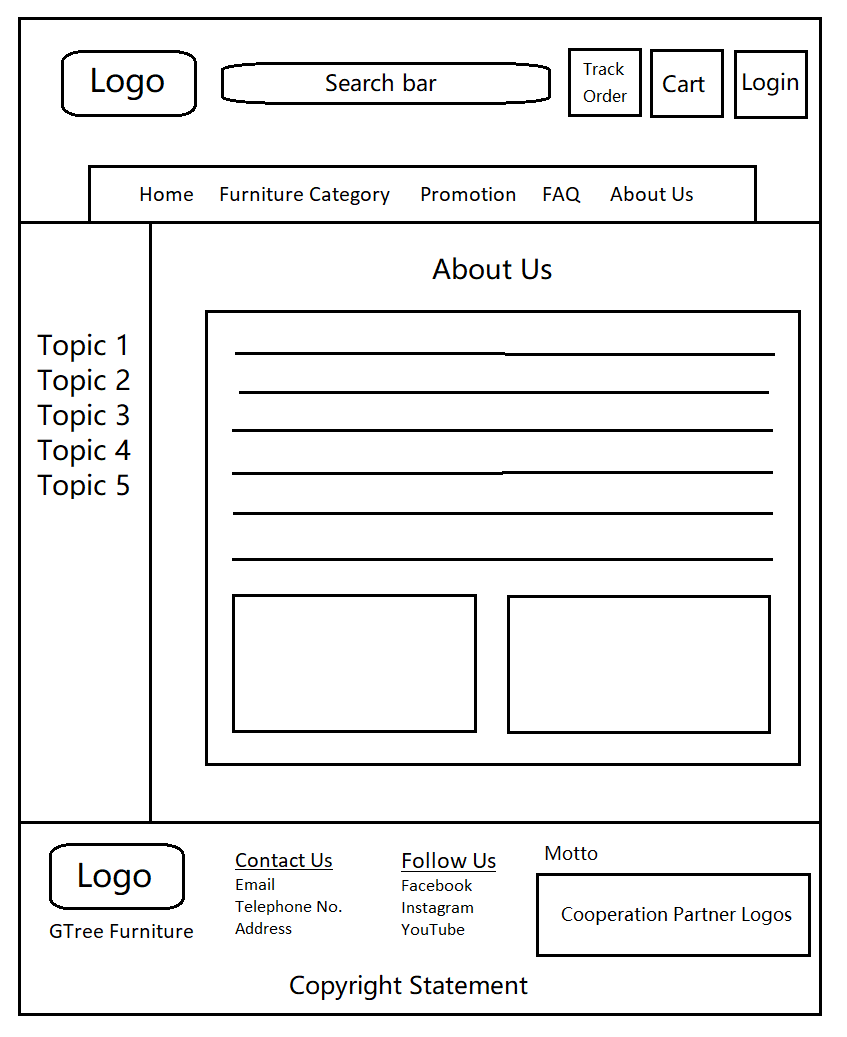 Logo
Search bar
Track
Order
Cart
Login
Home Furniture Category Promotion FAQ About Us
About Us
Topic 1
Topic 2
Topic 3
Topic 4
Topic 5
Logo
GTree Furniture
Contact Us
Email
Telephone No.
Address
Follow Us
Facebook
Instagram
YouTube
Motto
Cooperation Partner Logos
Copyright Statement